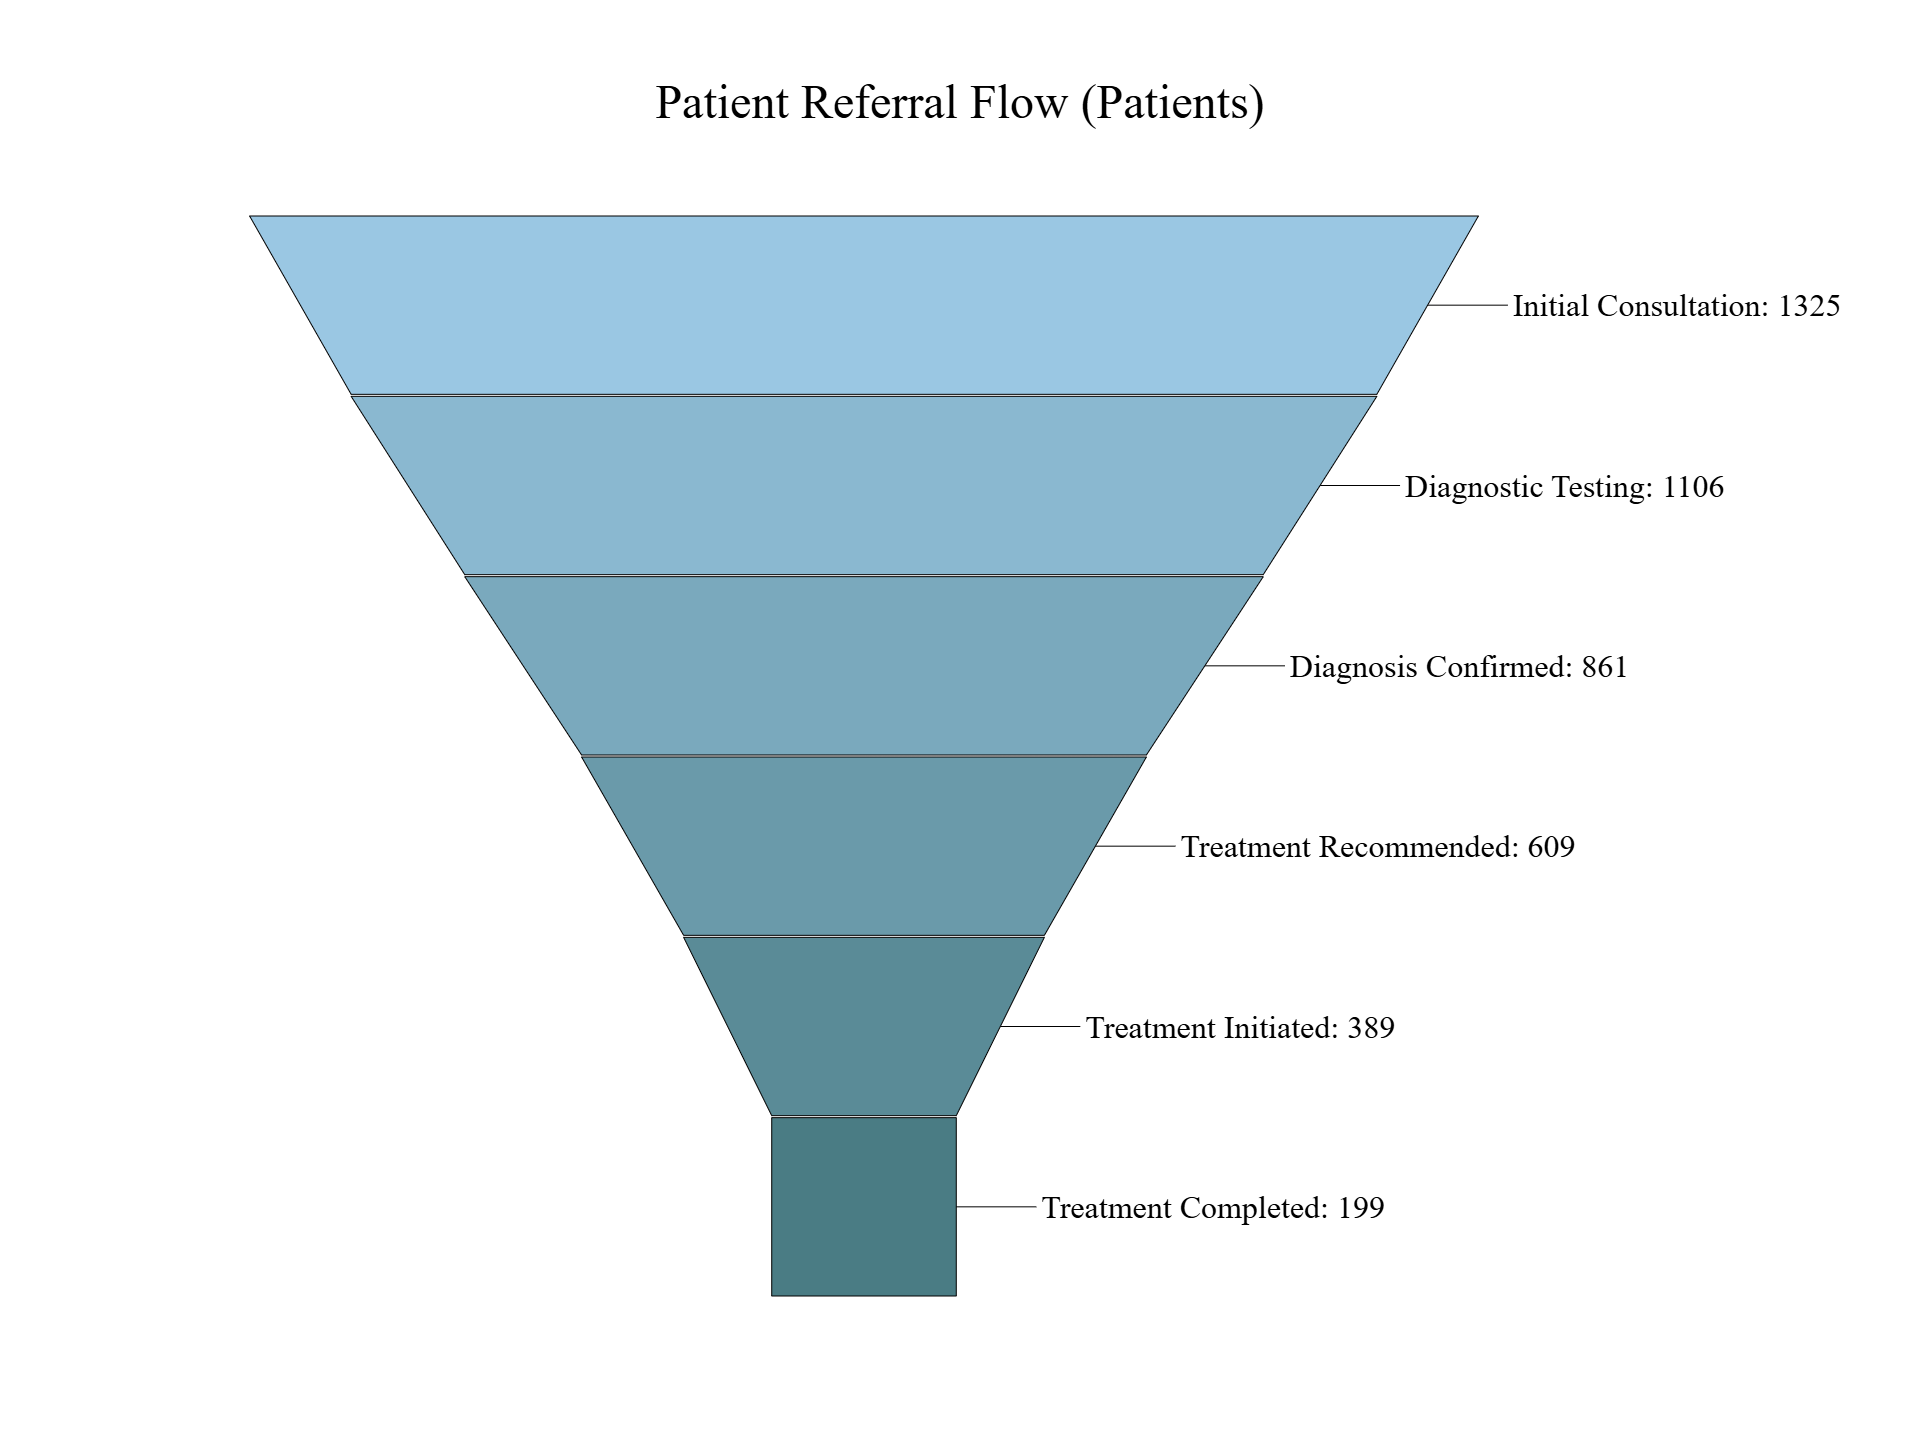 Patient Referral Flow (Patients)
Initial Consultation: 1325
Diagnostic Testing: 1106
Diagnosis Confirmed: 861
Treatment Recommended: 609
Treatment Initiated: 389
Treatment Completed: 199